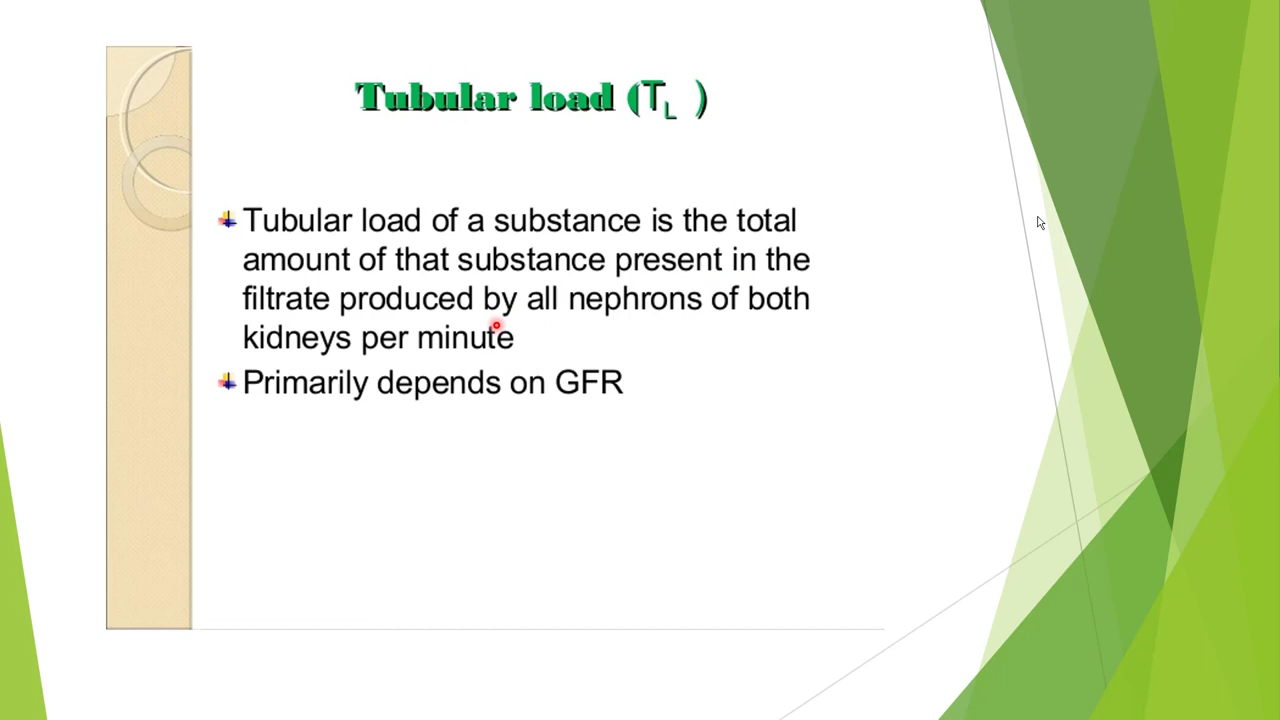 Tubular load (TL )
Tubular load of a substance is the total
amount of that substance present in the
filtrate produced by all nephrons of both
kidneys per minute
Primarily depends on GFR